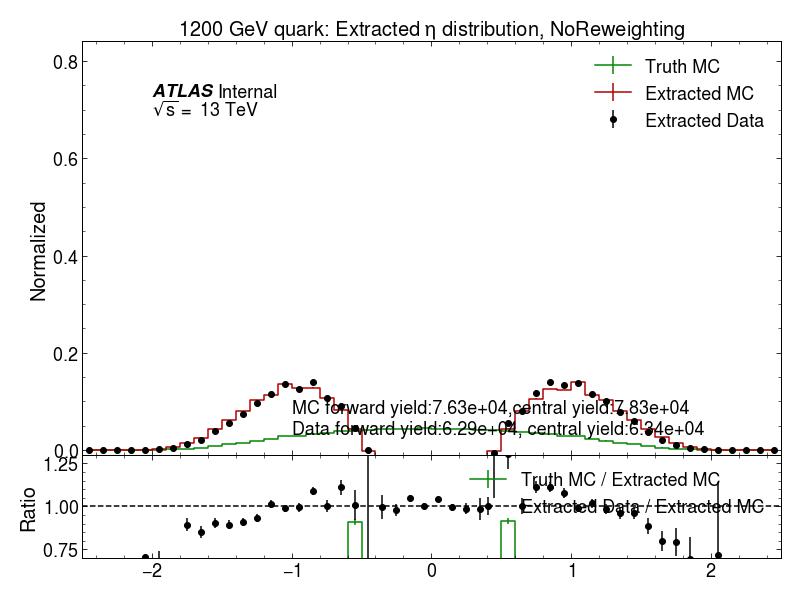 1200 GeV quark: Extracted η distribution, NoReweighting
0.8
0.6
0.4
0.2
0.0
Normalized
ATLAS Internal
√s = 13 TeV
Truth MC
Extracted MC
Extracted Data
MC forward yield:7.63e+04,central yield:7.83e+04
Data forward yield:6.29e+04, central yield:6.34e+04
1.25
1.00
0.75
Ratio
Truth MC / Extracted MC
Extracted Data / Extracted MC
−2
−1
0
1
2